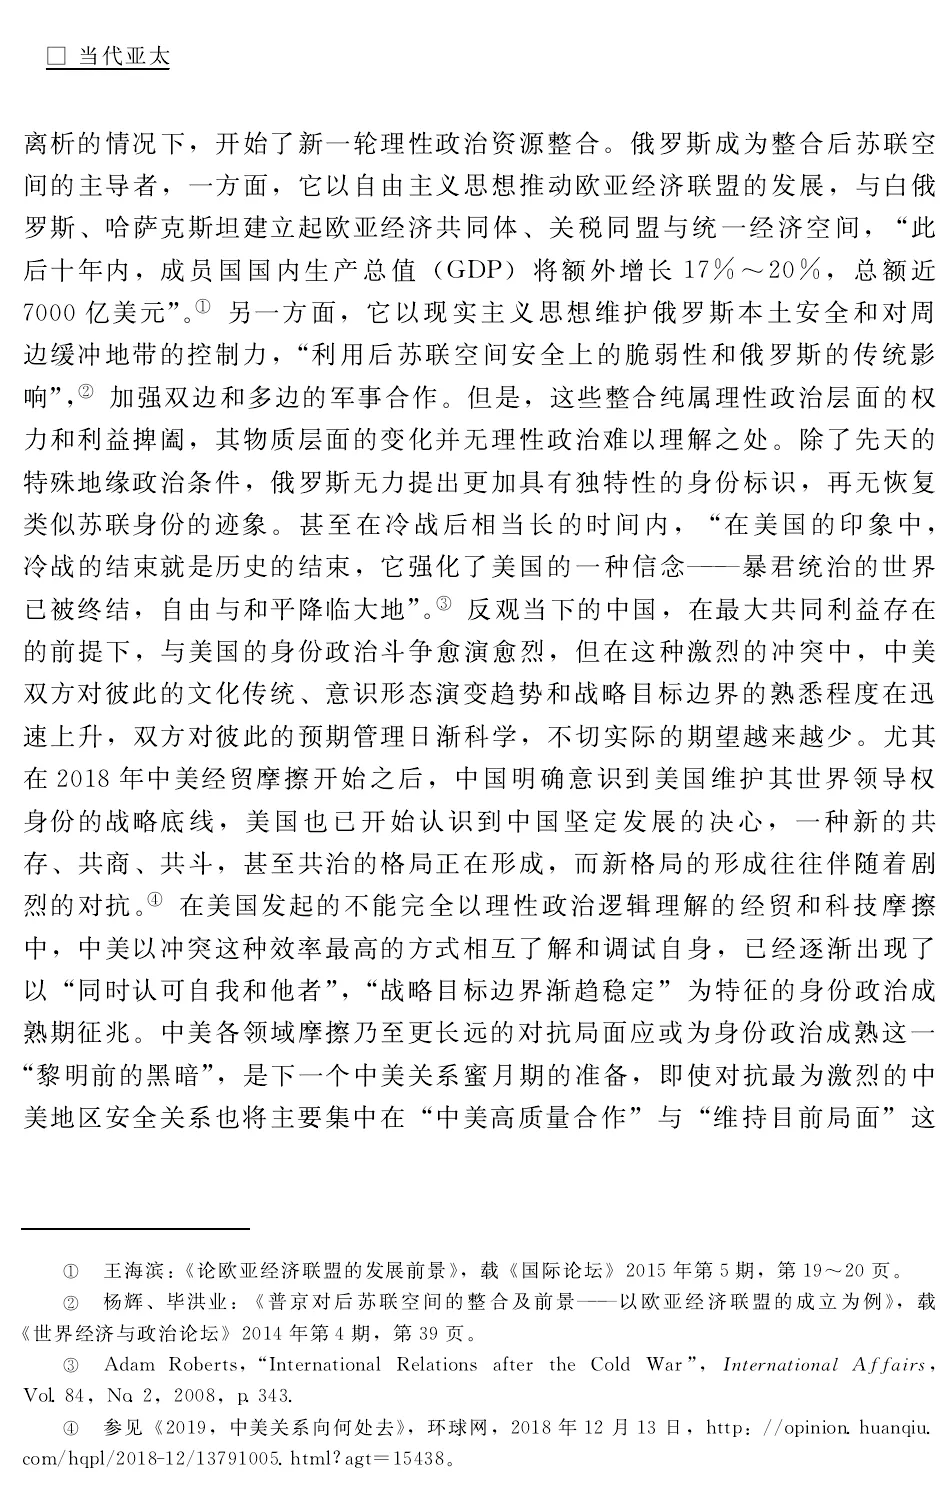 □ 当代亚太
离析的情况下，开始了新一轮理性政治资源整合。俄罗斯成为整合后苏联空
间的主导者，一方面，它以自由主义思想推动欧亚经济联盟的发展，与白俄
罗斯、哈萨克斯坦建立起欧亚经济共同体、关税同盟与统一经济空间，“此
后十年内，成员国国内生产总值（GDP）将额外增长 17%～20%，总额近
7000 亿美元”。① 另一方面，它以现实主义思想维护俄罗斯本土安全和对周
边缓冲地带的控制力，“利用后苏联空间安全上的脆弱性和俄罗斯的传统影
响”，② 加强双边和多边的军事合作。但是，这些整合纯属理性政治层面的权
力和利益捭阖，其物质层面的变化并无理性政治难以理解之处。除了先天的
特殊地缘政治条件，俄罗斯无力提出更加具有独特性的身份标识，再无恢复
类似苏联身份的迹象。甚至在冷战后相当长的时间内，“在美国的印象中，
冷战的结束就是历史的结束，它强化了美国的一种信念——暴君统治的世界
已被终结，自由与和平降临大地”。③ 反观当下的中国，在最大共同利益存在
的前提下，与美国的身份政治斗争愈演愈烈，但在这种激烈的冲突中，中美
双方对彼此的文化传统、意识形态演变趋势和战略目标边界的熟悉程度在迅
速上升，双方对彼此的预期管理日渐科学，不切实际的期望越来越少。尤其
在 2018 年中美经贸摩擦开始之后，中国明确意识到美国维护其世界领导权
身份的战略底线，美国也已开始认识到中国坚定发展的决心，一种新的共
存、共商、共斗，甚至共治的格局正在形成，而新格局的形成往往伴随着剧
烈的对抗。④ 在美国发起的不能完全以理性政治逻辑理解的经贸和科技摩擦
中，中美以冲突这种效率最高的方式相互了解和调试自身，已经逐渐出现了
以“同时认可自我和他者”，“战略目标边界渐趋稳定”为特征的身份政治成
熟期征兆。中美各领域摩擦乃至更长远的对抗局面应或为身份政治成熟这一
“黎明前的黑暗”，是下一个中美关系蜜月期的准备，即使对抗最为激烈的中
美地区安全关系也将主要集中在“中美高质量合作”与“维持目前局面”这
① 王海滨：《论欧亚经济联盟的发展前景》，载《国际论坛》2015 年第 5 期，第 19～20 页。
② 杨辉、毕洪业：《普京对后苏联空间的整合及前景——以欧亚经济联盟的成立为例》，载
《世界经济与政治论坛》2014 年第 4 期，第 39 页。
③ Adam Roberts，“International Relations after the Cold War”，International Affairs，
Vol. 84，No. 2，2008，p. 343.
④ 参见《2019，中美关系向何处去》，环球网，2018 年 12 月 13 日，http：//opinion. huanqiu.
com/hqpl/2018-12/13791005. html?agt=15438。